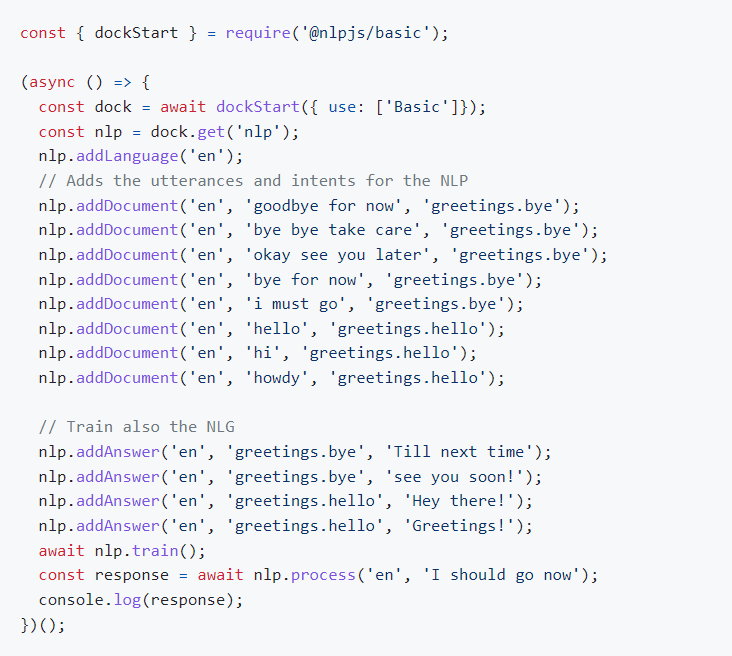 const { dockStart } = require('@nlpjs/basic');

(async () => {
  const dock = await dockStart({ use: ['Basic']});
  const nlp = dock.get('nlp');
  nlp.addLanguage('en');
  // Adds the utterances and intents for the NLP
  nlp.addDocument('en', 'goodbye for now', 'greetings.bye');
  nlp.addDocument('en', 'bye bye take care', 'greetings.bye');
  nlp.addDocument('en', 'okay see you later', 'greetings.bye');
  nlp.addDocument('en', 'bye for now', 'greetings.bye');
  nlp.addDocument('en', 'i must go', 'greetings.bye');
  nlp.addDocument('en', 'hello', 'greetings.hello');
  nlp.addDocument('en', 'hi', 'greetings.hello');
  nlp.addDocument('en', 'howdy', 'greetings.hello');

  // Train also the NLG
  nlp.addAnswer('en', 'greetings.bye', 'Till next time');
  nlp.addAnswer('en', 'greetings.bye', 'see you soon!');
  nlp.addAnswer('en', 'greetings.hello', 'Hey there!');
  nlp.addAnswer('en', 'greetings.hello', 'Greetings!');
  await nlp.train();
  const response = await nlp.process('en', 'I should go now');
  console.log(response);
})();